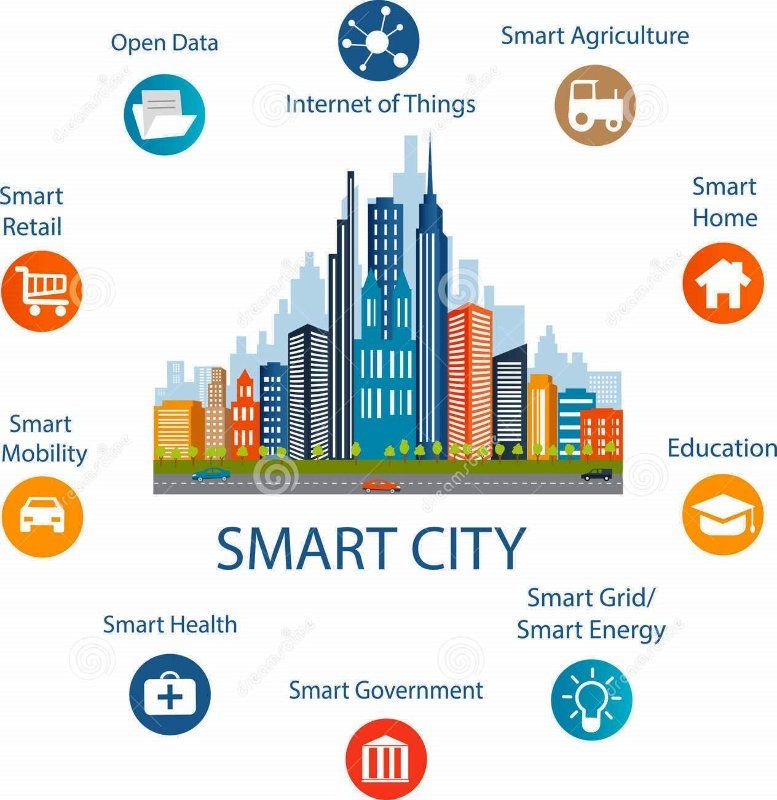 Open Data
Internet of Things
Smart Agriculture
Smart
Retail
Smart
Home
Smart
Mobility
Education
SMART CITY
Smart Health
Smart Government
Smart Grid/
Smart Energy
dreamstime